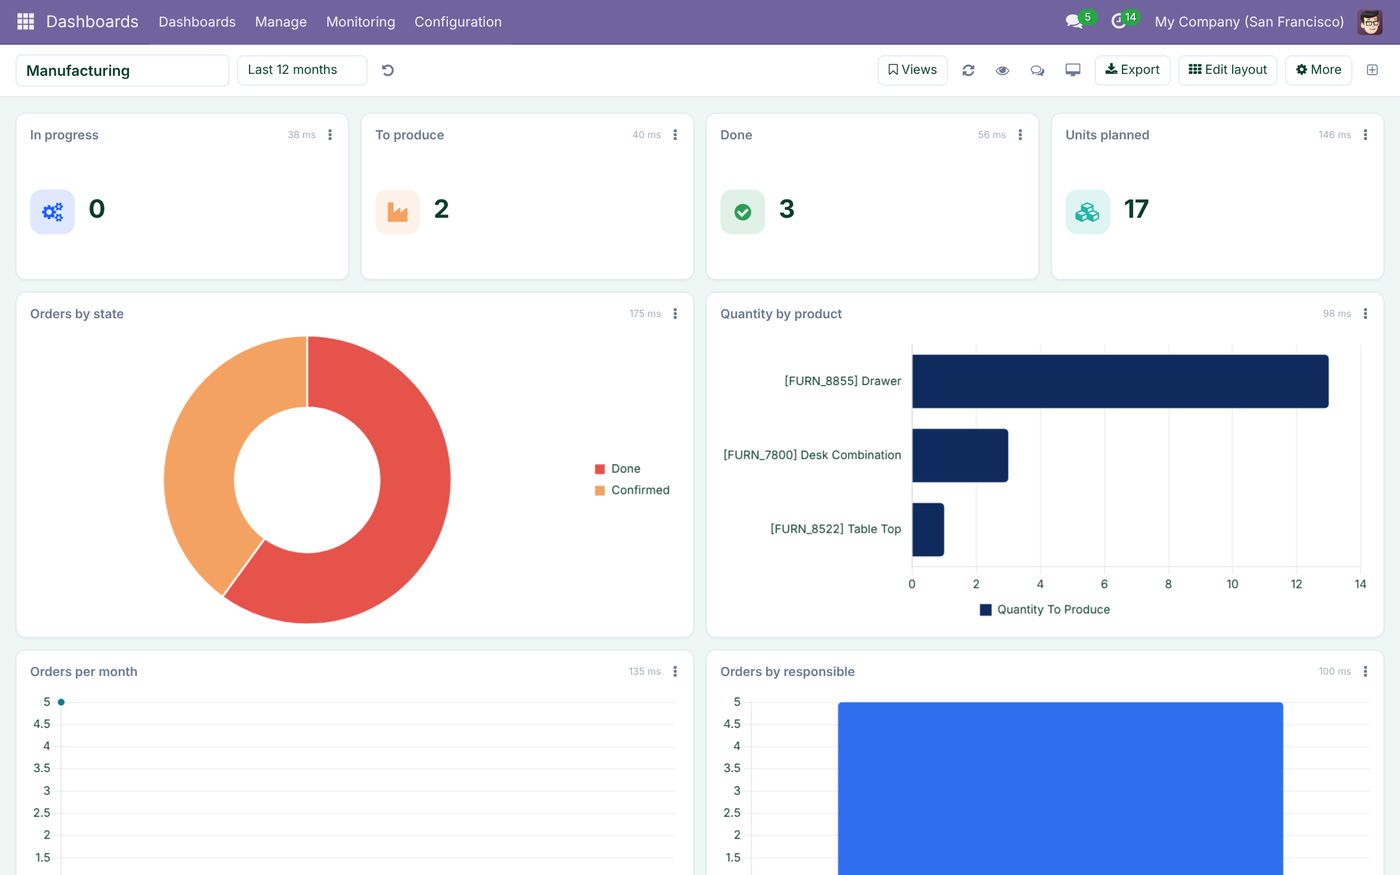 Dashboards Dashboards Manage Monitoring Configuration 5 14 My Company (San Francisco)
Manufacturing Last 12 months Views Export Edit layout More
In progress 38 ms To produce 40 ms Done 56 ms Units planned 146 ms
0 2 3 17
Orders by state 175 ms
Done
Confirmed
Quantity by product 98 ms
[FURN_8855] Drawer
[FURN_7800] Desk Combination
[FURN_8522] Table Top
0 2 4 6 8 10 12 14
Quantity To Produce
Orders per month 135 ms
5
4.5
4
3.5
3
2.5
2
1.5
Orders by responsible 100 ms
5
4.5
4
3.5
3
2.5
2
1.5